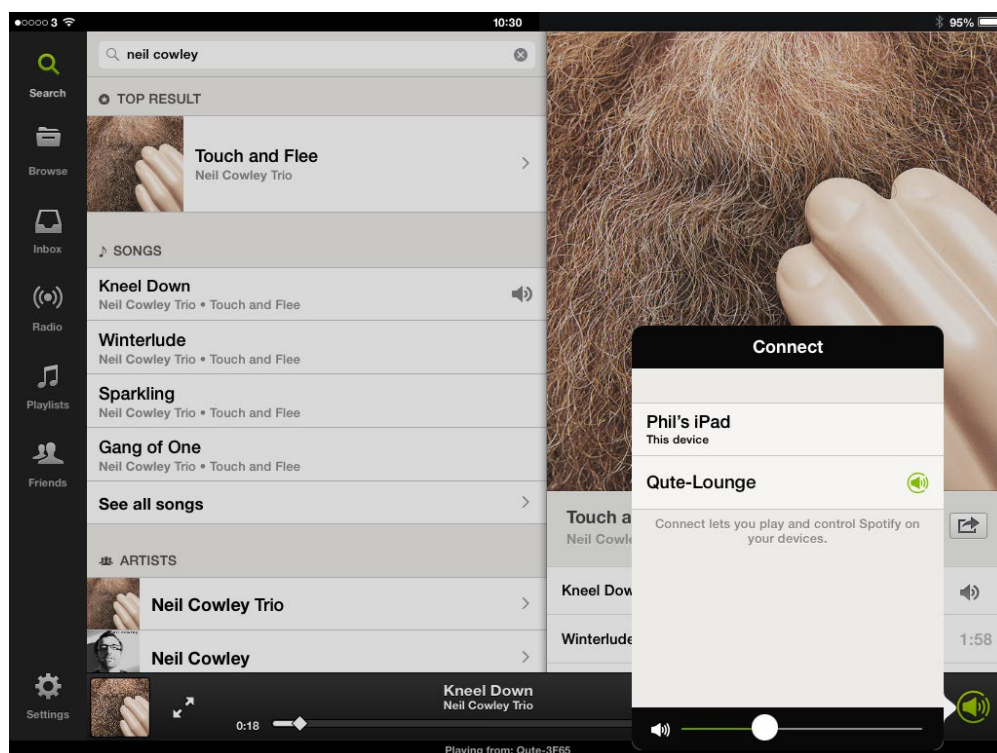 3
10:30
95%
Search
Browse
Inbox
Radio
Playlists
Friends
Settings
neil cowley
TOP RESULT
Touch and Flee
Neil Cowley Trio
SONGS
Kneel Down
Neil Cowley Trio • Touch and Flee
Winterlude
Neil Cowley Trio • Touch and Flee
Sparkling
Neil Cowley Trio • Touch and Flee
Gang of One
Neil Cowley Trio • Touch and Flee
See all songs
ARTISTS
Neil Cowley Trio
Neil Cowley
Touch a
Neil Cowle
Kneel Dow
Winterlude
1:58
Connect
Phil's iPad
This device
Qute-Lounge
Connect lets you play and control Spotify on
your devices.
Kneel Down
Neil Cowley Trio
0:18
Playing from: Qute-3F65